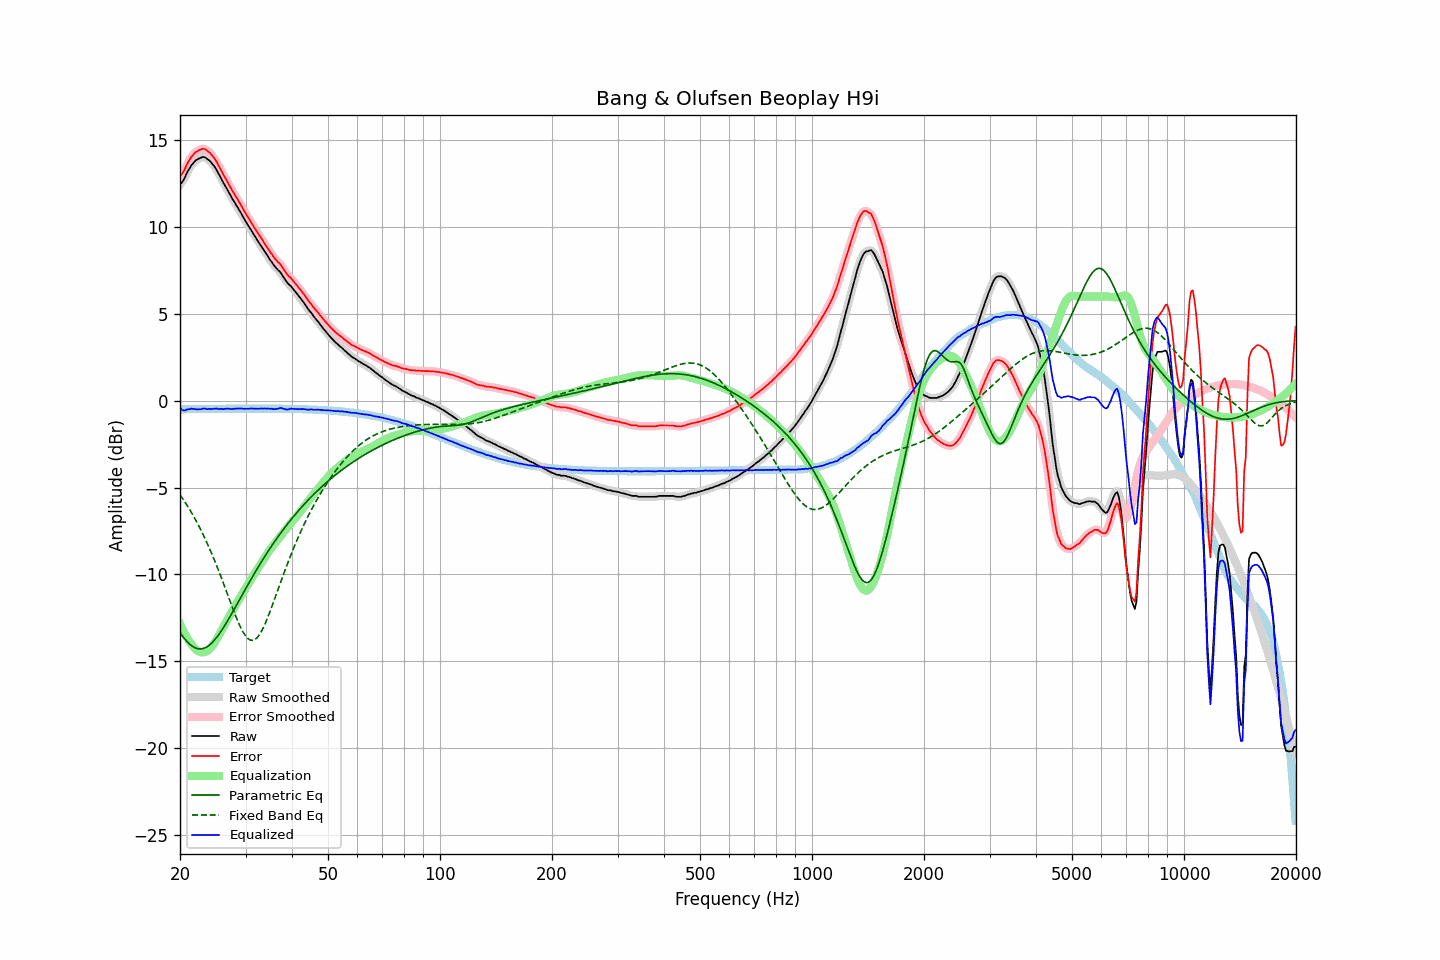 Bang & Olufsen Beoplay H9i
15
10
5
0
−5
−10
−15
−20
−25
Amplitude (dBr)
Target
Raw Smoothed
Error Smoothed
Raw
Error
Equalization
Parametric Eq
Fixed Band Eq
Equalized
20
50
100
200
500
1000
2000
5000
10000
20000
Frequency (Hz)